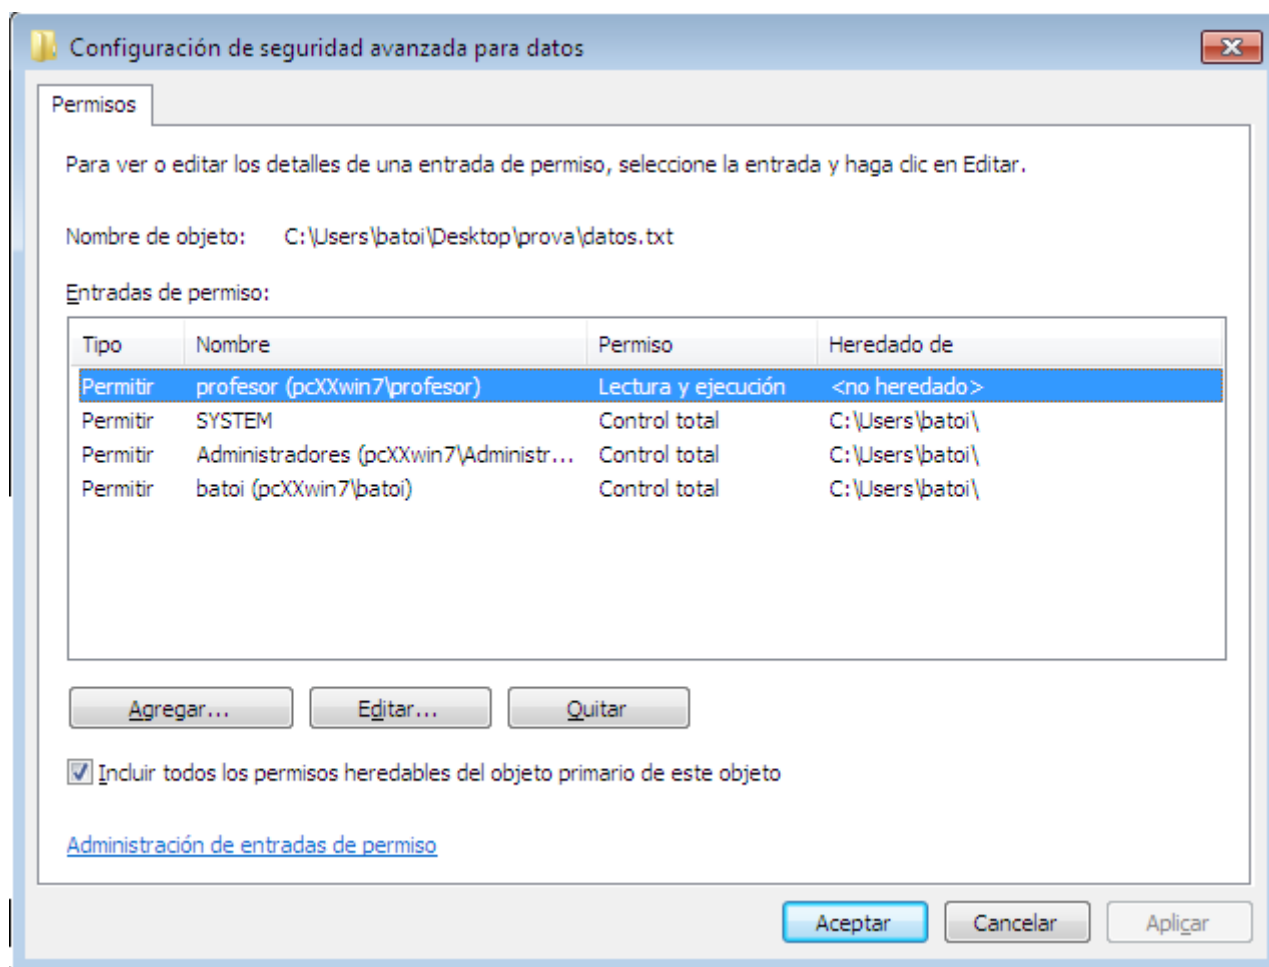 Configuración de seguridad avanzada para datos
Permisos
Para ver o editar los detalles de una entrada de permiso, seleccione la entrada y haga clic en Editar.
Nombre de objeto: C:\Users\batoi\Desktop\prova\datos.txt
Entradas de permiso:
Tipo Nombre Permiso Heredado de
Permitir profesor (pcXXwin7\profesor) Lectura y ejecución <no heredado>
Permitir SYSTEM Control total C:\Users\batoi\
Permitir Administradores (pcXXwin7\Administr... Control total C:\Users\batoi\
Permitir batoi (pcXXwin7\batoi) Control total C:\Users\batoi\
Agregar... Editar... Quitar
Incluir todos los permisos heredables del objeto primario de este objeto
Administración de entradas de permiso
Aceptar Cancelar Aplicar